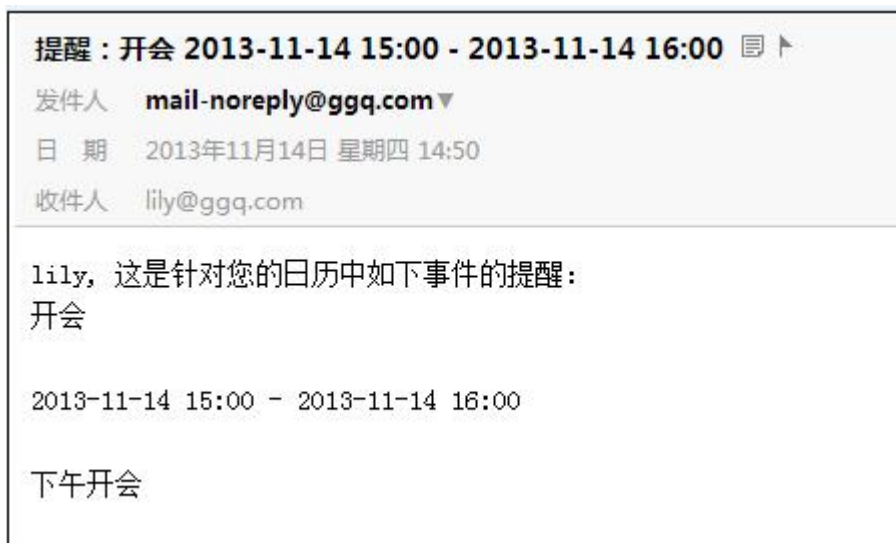 提醒：开会 2013-11-14 15:00 - 2013-11-14 16:00
发件人 mail-noreply@ggq.com
日 期 2013年11月14日 星期四 14:50
收件人 lily@ggq.com
lily, 这是针对您的日历中如下事件的提醒：
开会
2013-11-14 15:00 - 2013-11-14 16:00
下午开会